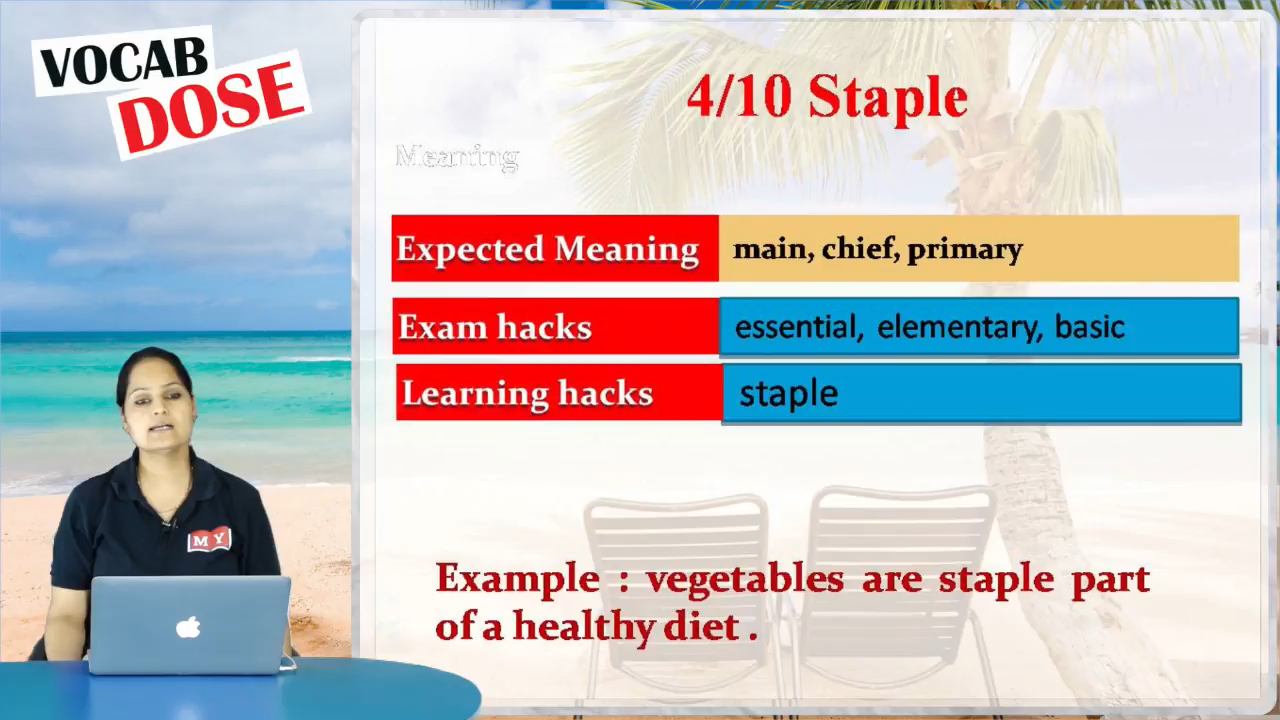 VOCAB
DOSE
4/10 Staple
Meaning
Expected Meaning main, chief, primary
Exam hacks essential, elementary, basic
Learning hacks staple
MY
Example : vegetables are staple part
of a healthy diet .